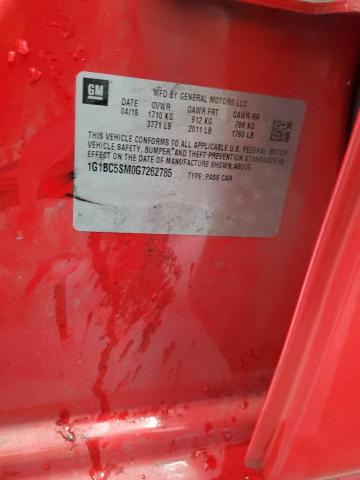 GM
MFD BY GENERAL MOTORS LLC
DATE GVWR GAWR FRT GAWR RR
04/16 1710 KG 912 KG 798 KG
3771 LB 2011 LB 1760 LB
THIS VEHICLE CONFORMS TO ALL APPLICABLE U.S. FEDERAL MOTOR
VEHICLE SAFETY, BUMPER, AND THEFT PREVENTION STANDARDS IN
EFFECT ON THE DATE OF MANUFACTURE SHOWN ABOVE.
1G1BC5SM0G7262785 TYPE: PASS CAR